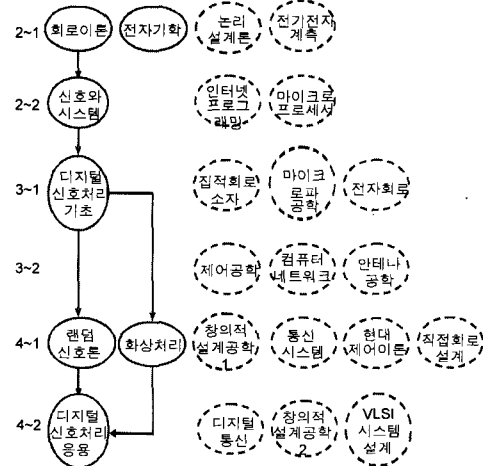 2~1 회로이론 전자기학 논리 설계론 전기전자 계측
2~2 신호와 시스템 인터넷 프로그 래밍 마이크로 프로세서
3~1 디지털 신호처리 기초 집적회로 소자 마이크 로파 공학 전자회로
3~2 제어공학 컴퓨터 네트워크 안테나 공학
4~1 랜덤 신호론 화상처리 창의적 설계공학 1 통신 시스템 현대 제어이론 직접회로 설계
4~2 디지털 신호처리 응용 디지털 통신 창의적 설계공학 2 VLSI 시스템 설계